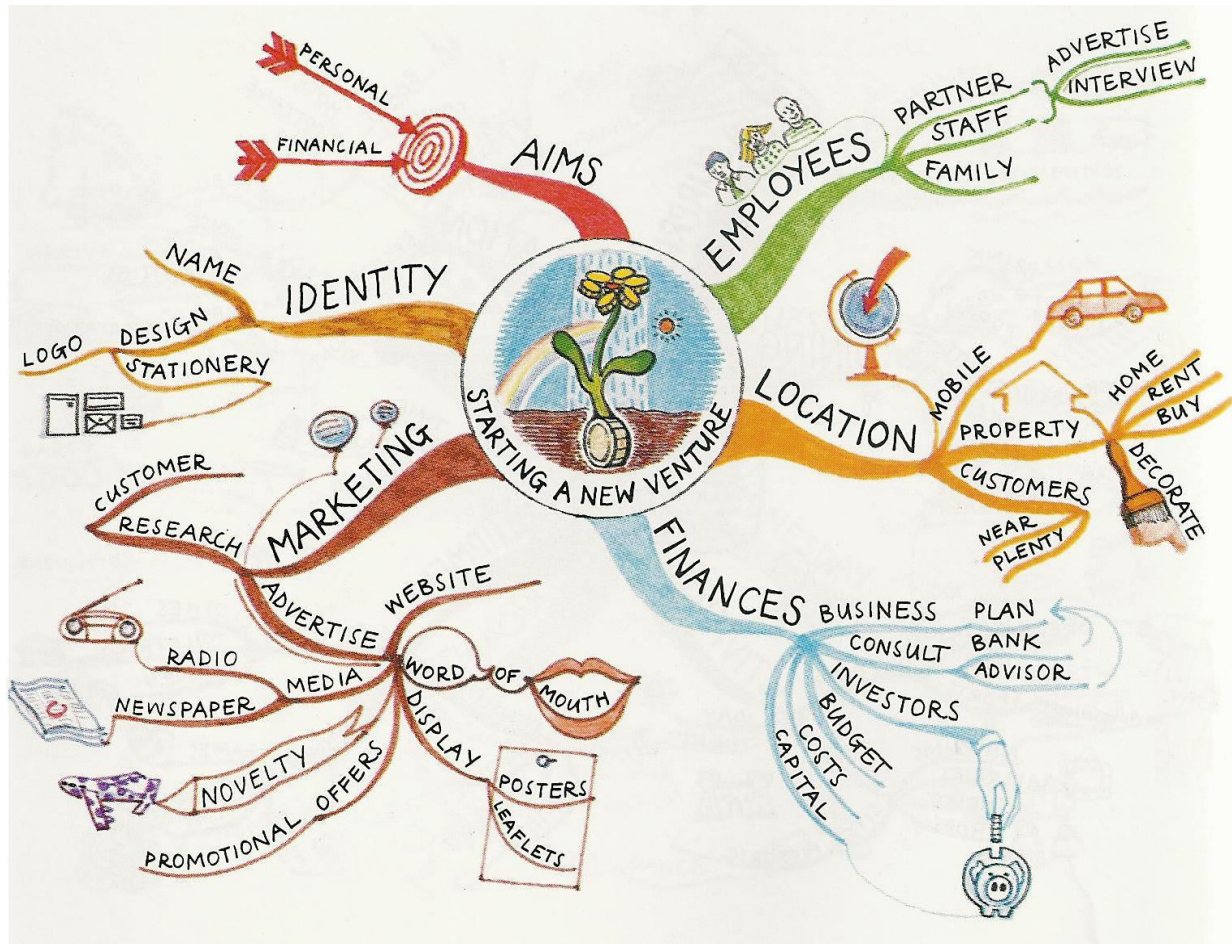 STARTING A NEW VENTURE
AIMS
PERSONAL
FINANCIAL
EMPLOYEES
PARTNER
STAFF
ADVERTISE
INTERVIEW
FAMILY
LOCATION
MOBILE
PROPERTY
HOME
RENT
BUY
DECORATE
CUSTOMERS
NEAR
PLENTY
FINANCES
BUSINESS PLAN
CONSULT
BANK
ADVISOR
INVESTORS
BUDGET
COSTS
CAPITAL
MARKETING
RESEARCH
CUSTOMER
ADVERTISE
WEBSITE
WORD OF MOUTH
DISPLAY
POSTERS
LEAFLETS
MEDIA
RADIO
NEWSPAPER
NOVELTY
OFFERS
PROMOTIONAL
IDENTITY
NAME
DESIGN
LOGO
STATIONERY